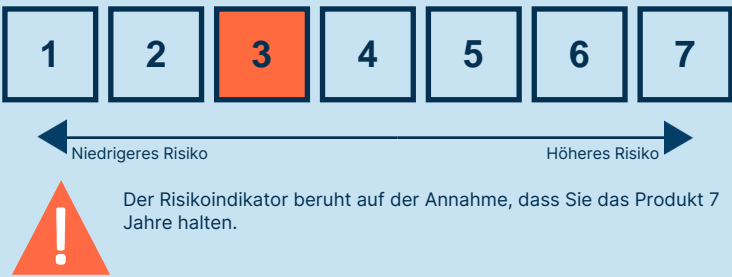 1 2 3 4 5 6 7
Niedrigeres Risiko Höheres Risiko
! Der Risikoindikator beruht auf der Annahme, dass Sie das Produkt 7
Jahre halten.